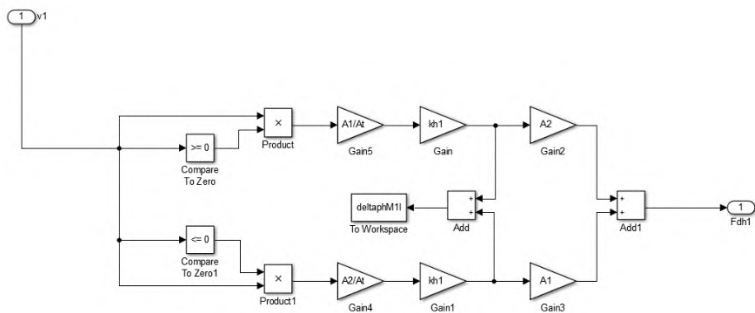 1
v1
×
Product
A1/At
Gain5
kh1
Gain
A2
Gain2
>= 0
Compare
To Zero
deltaphM1l
To Workspace
+
+
Add
+
+
Add1
1
Fdh1
<= 0
Compare
To Zero1
×
Product1
A2/At
Gain4
kh1
Gain1
A1
Gain3